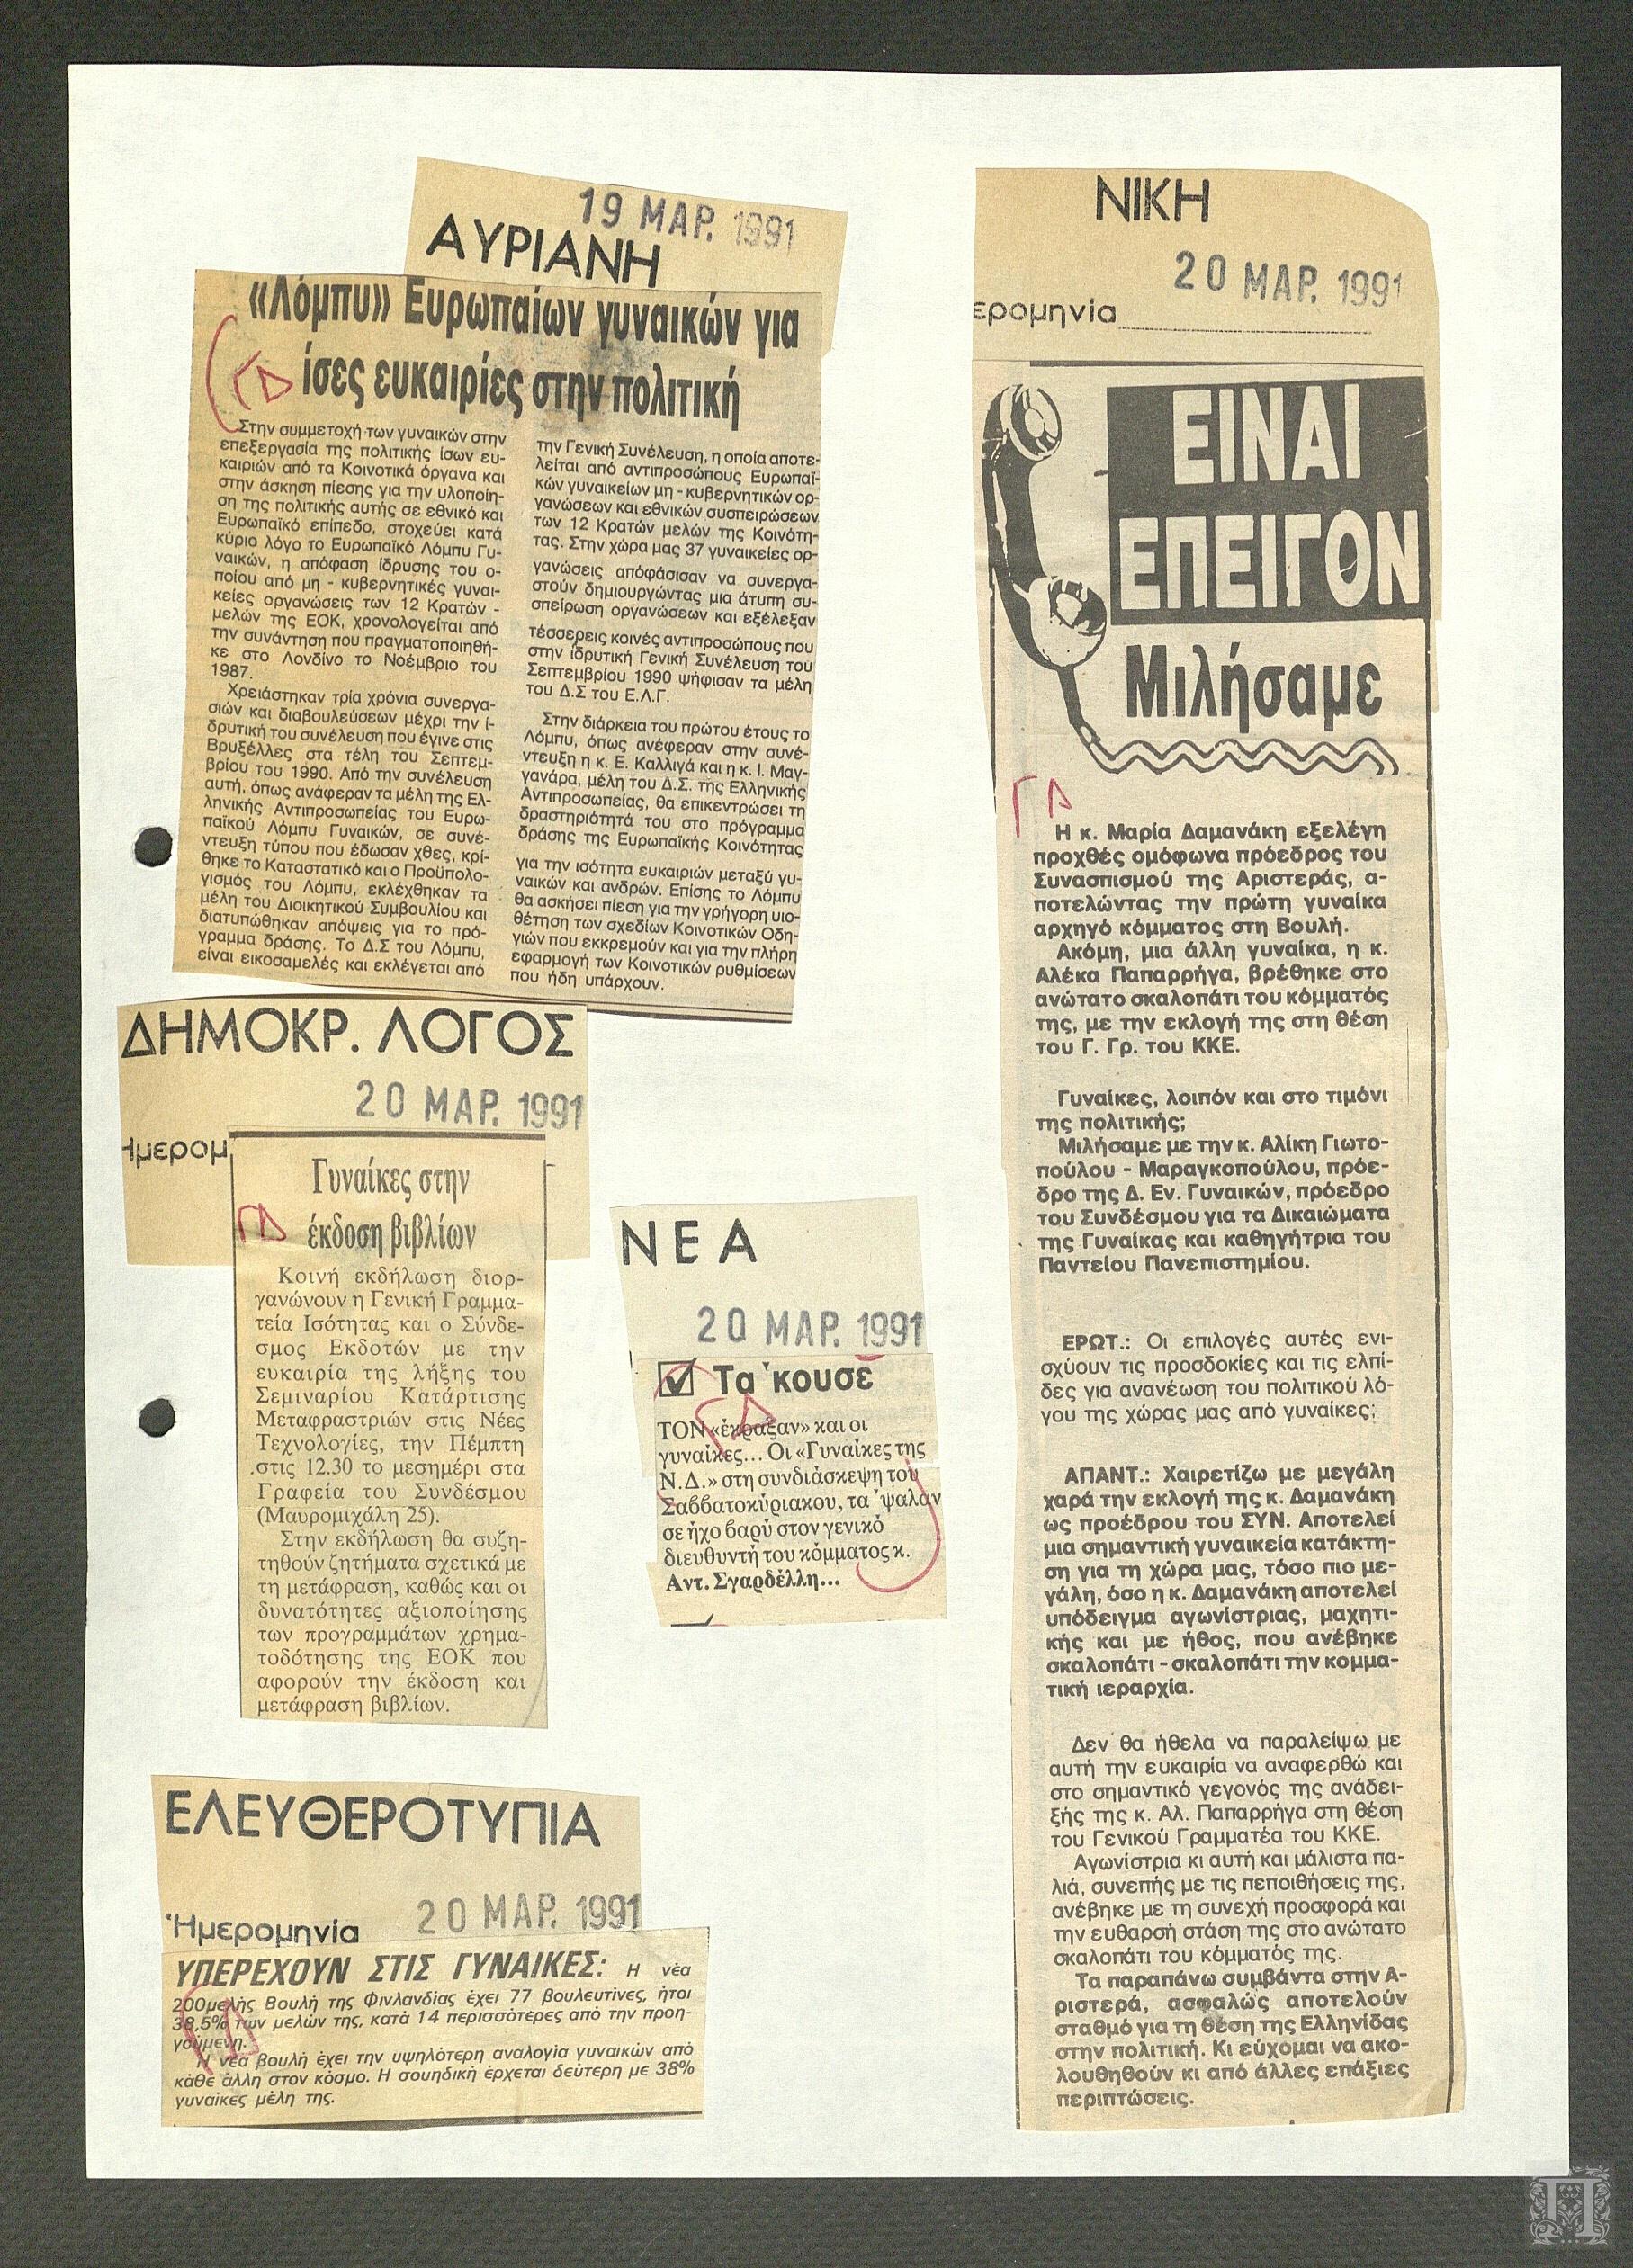 19 ΜΑΡ. 1991
ΑΥΡΙΑΝΗ
«Λόμπυ» Ευρωπαίων γυναικών για
ίσες ευκαιρίες στην πολιτική
ΓΔ
Στην συμμετοχή των γυναικών στην
επεξεργασία της πολιτικής ίσων ευ-
καιριών από τα Κοινοτικά όργανα και
στην άσκηση πίεσης για την υλοποίη-
ση της πολιτικής αυτής σε εθνικό και
Ευρωπαϊκό επίπεδο, στοχεύει κατά
κύριο λόγο το Ευρωπαϊκό Λόμπυ Γυ-
ναικών, η απόφαση ίδρυσης του ο-
ποίου από μη - κυβερνητικές γυναι-
κείες οργανώσεις των 12 Κρατών -
μελών της ΕΟΚ, χρονολογείται από
την συνάντηση που πραγματοποιηθή-
κε στο Λονδίνο το Νοέμβριο του
1987.
Χρειάστηκαν τρία χρόνια συνεργα-
σιών και διαβουλεύσεων μέχρι την ί-
δρυτική του συνέλευση που έγινε στις
Βρυξέλλες στα τέλη του Σεπτεμ-
βρίου του 1990. Από την συνέλευση
αυτή, όπως ανάφεραν τα μέλη της Ελ-
ληνικής Αντιπροσωπείας του Ευρω-
παϊκού Λόμπυ Γυναικών, σε συνέ-
ντευξη τύπου που έδωσαν χθες, κρί-
θηκε το Καταστατικό και ο Προϋπολο-
γισμός του Λόμπυ, εκλέχθηκαν τα
μέλη του Διοικητικού Συμβουλίου και
διατυπώθηκαν απόψεις για το πρό-
γραμμα δράσης. Το Δ.Σ του Λόμπυ,
είναι εικοσαμελές και εκλέγεται από
την Γενική Συνέλευση, η οποία αποτε-
λείται από αντιπροσώπους Ευρωπαϊ-
κών γυναικείων μη - κυβερνητικών ορ-
γανώσεων και εθνικών συσπειρώσεων
των 12 Κρατών μελών της Κοινότη-
τας. Στην χώρα μας 37 γυναικείες ορ-
γανώσεις απόφάσισαν να συνεργα-
στούν δημιουργώντας μια άτυπη συ-
σπείρωση οργανώσεων και εξέλεξαν
τέσσερεις κοινές αντιπροσώπους που
στην ίδρυτική Γενική Συνέλευση του
Σεπτεμβρίου 1990 ψήφισαν τα μέλη
του Δ.Σ του Ε.Λ.Γ.
Στην διάρκεια του πρώτου έτους το
Λόμπυ, όπως ανέφεραν στην συνέ-
ντευξη η κ. Ε. Καλλιγά και η κ. Ι. Μαγ-
γανάρα, μέλη του Δ.Σ. της Ελληνικής
Αντιπροσωπείας, θα επικεντρώσει τη
δραστηριότητά του στο πρόγραμμα
δράσης της Ευρωπαϊκής Κοινότητας
για την ισότητα ευκαιριών μεταξύ γυ-
ναικών και ανδρών. Επίσης το Λόμπυ
θα ασκήσει πίεση για την γρήγορη υιο-
θέτηση των σχεδίων Κοινοτικών Οδη-
γιών που εκκρεμούν και για την πλήρη
εφαρμογή των Κοινοτικών ρυθμίσεων
που ήδη υπάρχουν.
ΔΗΜΟΚΡ. ΛΟΓΟΣ
20 ΜΑΡ. 1991
Ημερομ
Γυναίκες στην
ΓΔ
έκδοση βιβλίων
Κοινή εκδήλωση διορ-
γανώνουν η Γενική Γραμμα-
τεία Ισότητας και ο Σύνδε-
σμος Εκδοτών με την
ευκαιρία της λήξης του
Σεμιναρίου Κατάρτισης
Μεταφραστριών στις Νέες
Τεχνολογίες, την Πέμπτη
στις 12.30 το μεσημέρι στα
Γραφεία του Συνδέσμου
(Μαυρομιχάλη 25).
Στην εκδήλωση θα συζη-
τηθούν ζητήματα σχετικά με
τη μετάφραση, καθώς και οι
δυνατότητες αξιοποίησης
των προγραμμάτων χρημα-
τοδότησης της ΕΟΚ που
αφορούν την έκδοση και
μετάφραση βιβλίων.
ΝΕΑ
20 ΜΑΡ. 1991
Τα 'κουσε
ΓΔ
ΤΟΝ «έκραξαν» και οι
γυναίκες... Οι «Γυναίκες της
Ν.Δ.» στη συνδιάσκεψη του
Σαββατοκύριακου, τα 'ψαλαν
σε ήχο βαρύ στον γενικό
διευθυντή του κόμματος κ.
Αντ. Σγαρδέλλη...
ΕΛΕΥΘΕΡΟΤΥΠΙΑ
20 ΜΑΡ. 1991
Ἡμερομηνία
ΥΠΕΡΕΧΟΥΝ ΣΤΙΣ ΓΥΝΑΙΚΕΣ: Η νέα
200μελής Βουλή της Φινλανδίας έχει 77 βουλευτίνες, ήτοι
38,5% των μελών της, κατά 14 περισσότερες από την προη-
γούμενη.
ΓΔ
Η νέα βουλή έχει την υψηλότερη αναλογία γυναικών από
κάθε άλλη στον κόσμο. Η σουηδική έρχεται δεύτερη με 38%
γυναίκες μέλη της.
ΝΙΚΗ
20 ΜΑΡ. 1991
ερομηνία
ΕΙΝΑΙ
ΕΠΕΙΓΟΝ
Μιλήσαμε
ΓΔ
Η κ. Μαρία Δαμανάκη εξελέγη
προχθές ομόφωνα πρόεδρος του
Συνασπισμού της Αριστεράς, α-
ποτελώντας την πρώτη γυναίκα
αρχηγό κόμματος στη Βουλή.
Ακόμη, μια άλλη γυναίκα, η κ.
Αλέκα Παπαρρήγα, βρέθηκε στο
ανώτατο σκαλοπάτι του κόμματός
της, με την εκλογή της στη θέση
του Γ. Γρ. του ΚΚΕ.
Γυναίκες, λοιπόν και στο τιμόνι
της πολιτικής;
Μιλήσαμε με την κ. Αλίκη Γιωτο-
πούλου - Μαραγκοπούλου, πρόε-
δρο της Δ. Εν. Γυναικών, πρόεδρο
του Συνδέσμου για τα Δικαιώματα
της Γυναίκας και καθηγήτρια του
Παντείου Πανεπιστημίου.
ΕΡΩΤ.: Οι επιλογές αυτές ενι-
σχύουν τις προσδοκίες και τις ελπί-
δες για ανανέωση του πολιτικού λό-
γου της χώρας μας από γυναίκες;
ΑΠΑΝΤ.: Χαιρετίζω με μεγάλη
χαρά την εκλογή της κ. Δαμανάκη
ως προέδρου του ΣΥΝ. Αποτελεί
μια σημαντική γυναικεία κατάκτη-
ση για τη χώρα μας, τόσο πιο με-
γάλη, όσο η κ. Δαμανάκη αποτελεί
υπόδειγμα αγωνίστριας, μαχητι-
κής και με ήθος, που ανέβηκε
σκαλοπάτι - σκαλοπάτι την κομμα-
τική ιεραρχία.
Δεν θα ήθελα να παραλείψω με
αυτή την ευκαιρία να αναφερθώ και
στο σημαντικό γεγονός της ανάδει-
ξής της κ. Αλ. Παπαρρήγα στη θέση
του Γενικού Γραμματέα του ΚΚΕ.
Αγωνίστρια κι αυτή και μάλιστα πα-
λιά, συνεπής με τις πεποιθήσεις της,
ανέβηκε με τη συνεχή προσφορά και
την ευθαρσή στάση της στο ανώτατο
σκαλοπάτι του κόμματός της.
Τα παραπάνω συμβάντα στην Α-
ριστερά, ασφαλώς αποτελούν
σταθμό για τη θέση της Ελληνίδας
στην πολιτική. Κι εύχομαι να ακο-
λουθηθούν κι από άλλες επάξιες
περιπτώσεις.
Π